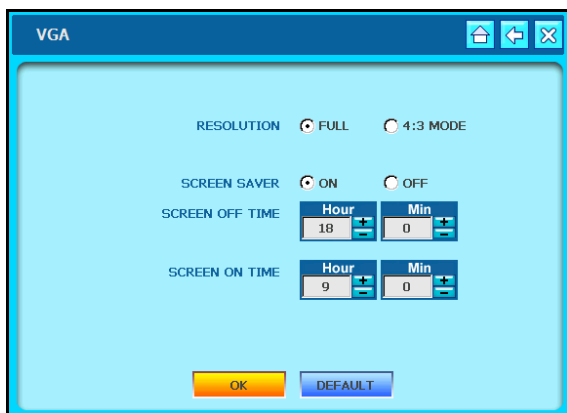 VGA
RESOLUTION FULL 4:3 MODE
SCREEN SAVER ON OFF
Hour Min
SCREEN OFF TIME
18 + - 0 + -
Hour Min
SCREEN ON TIME
9 + - 0 + -
OK DEFAULT